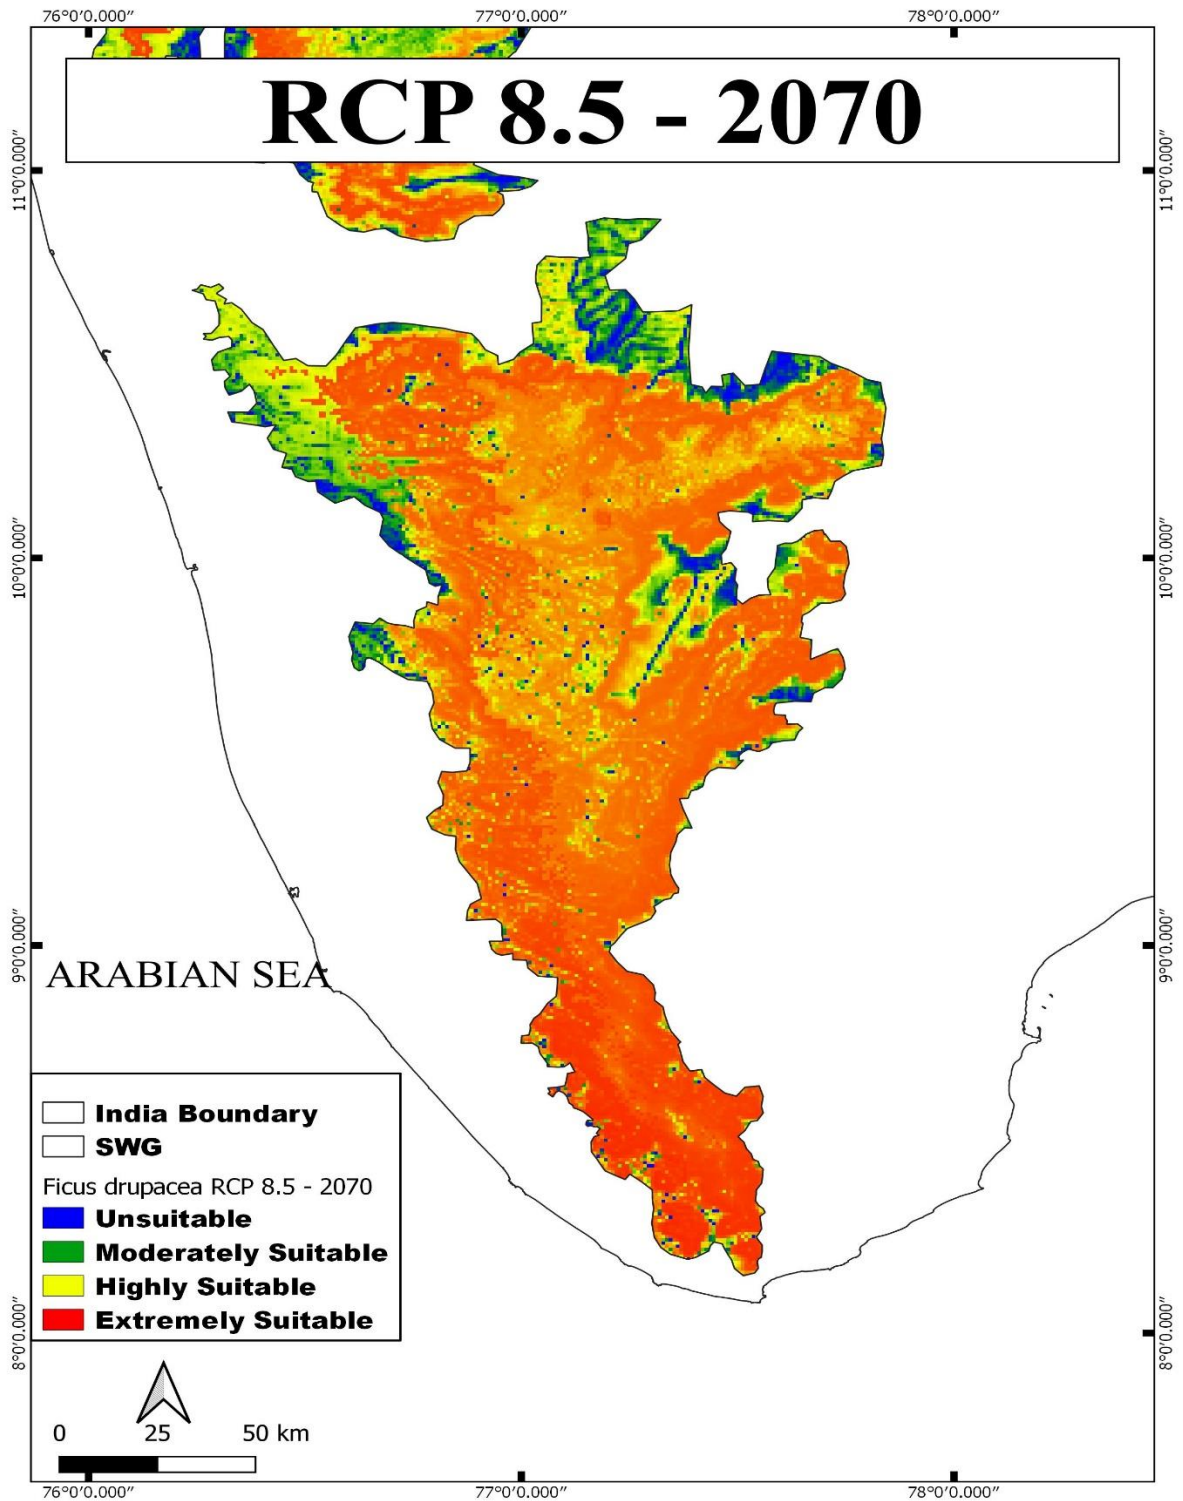 76°0'0.000" 77°0'0.000" 78°0'0.000"
RCP 8.5 - 2070
11°0'0.000" 11°0'0.000"
10°0'0.000" 10°0'0.000"
9°0'0.000" 9°0'0.000"
ARABIAN SEA
India Boundary
SWG
Ficus drupacea RCP 8.5 - 2070
Unsuitable
Moderately Suitable
Highly Suitable
Extremely Suitable
8°0'0.000" 8°0'0.000"
0 25 50 km
76°0'0.000" 77°0'0.000" 78°0'0.000"